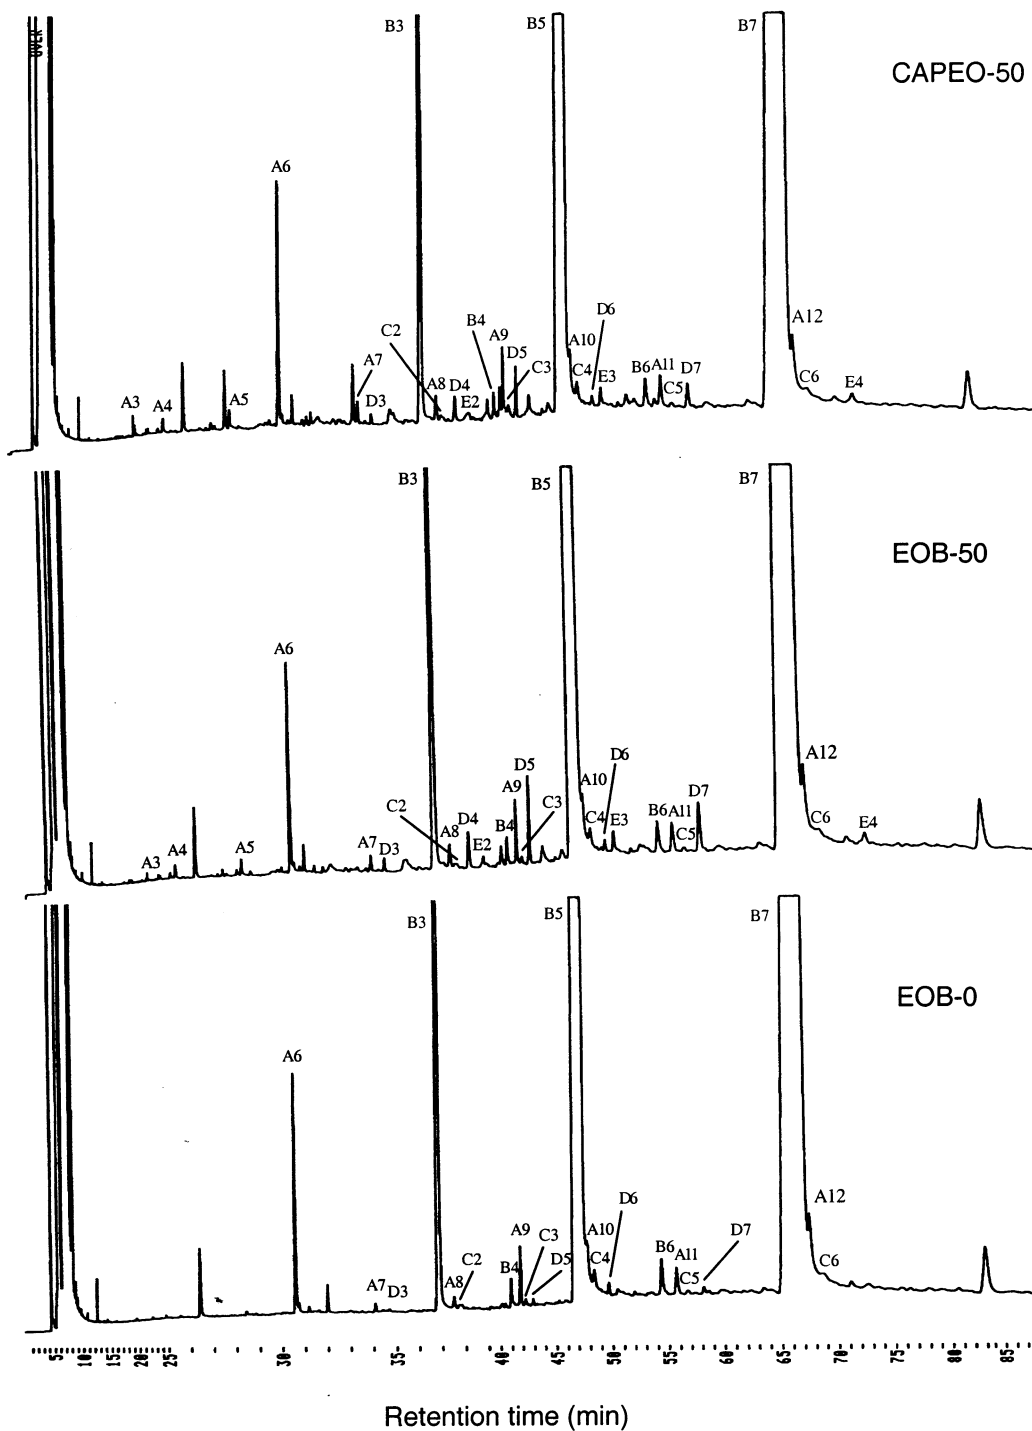 OVER
B3
B5
B7
CAPEO-50
A6
A3
A4
A5
A7
D3
C2
A8
D4
E2
B4
A9
D5
C3
A10
C4
D6
E3
B6
A11
C5
D7
A12
C6
E4
B3
B5
B7
EOB-50
A6
A3
A4
A5
A7
D3
C2
A8
D4
E2
B4
A9
D5
C3
A10
C4
D6
E3
B6
A11
C5
D7
A12
C6
E4
B3
B5
B7
EOB-0
A6
A7
D3
A8
C2
B4
A9
C3
D5
A10
C4
D6
B6
A11
C5
D7
A12
C6
5- 10- 15- 20- 25- 30- 35- 40- 45- 50- 55- 60- 65- 70- 75- 80- 85-
Retention time (min)